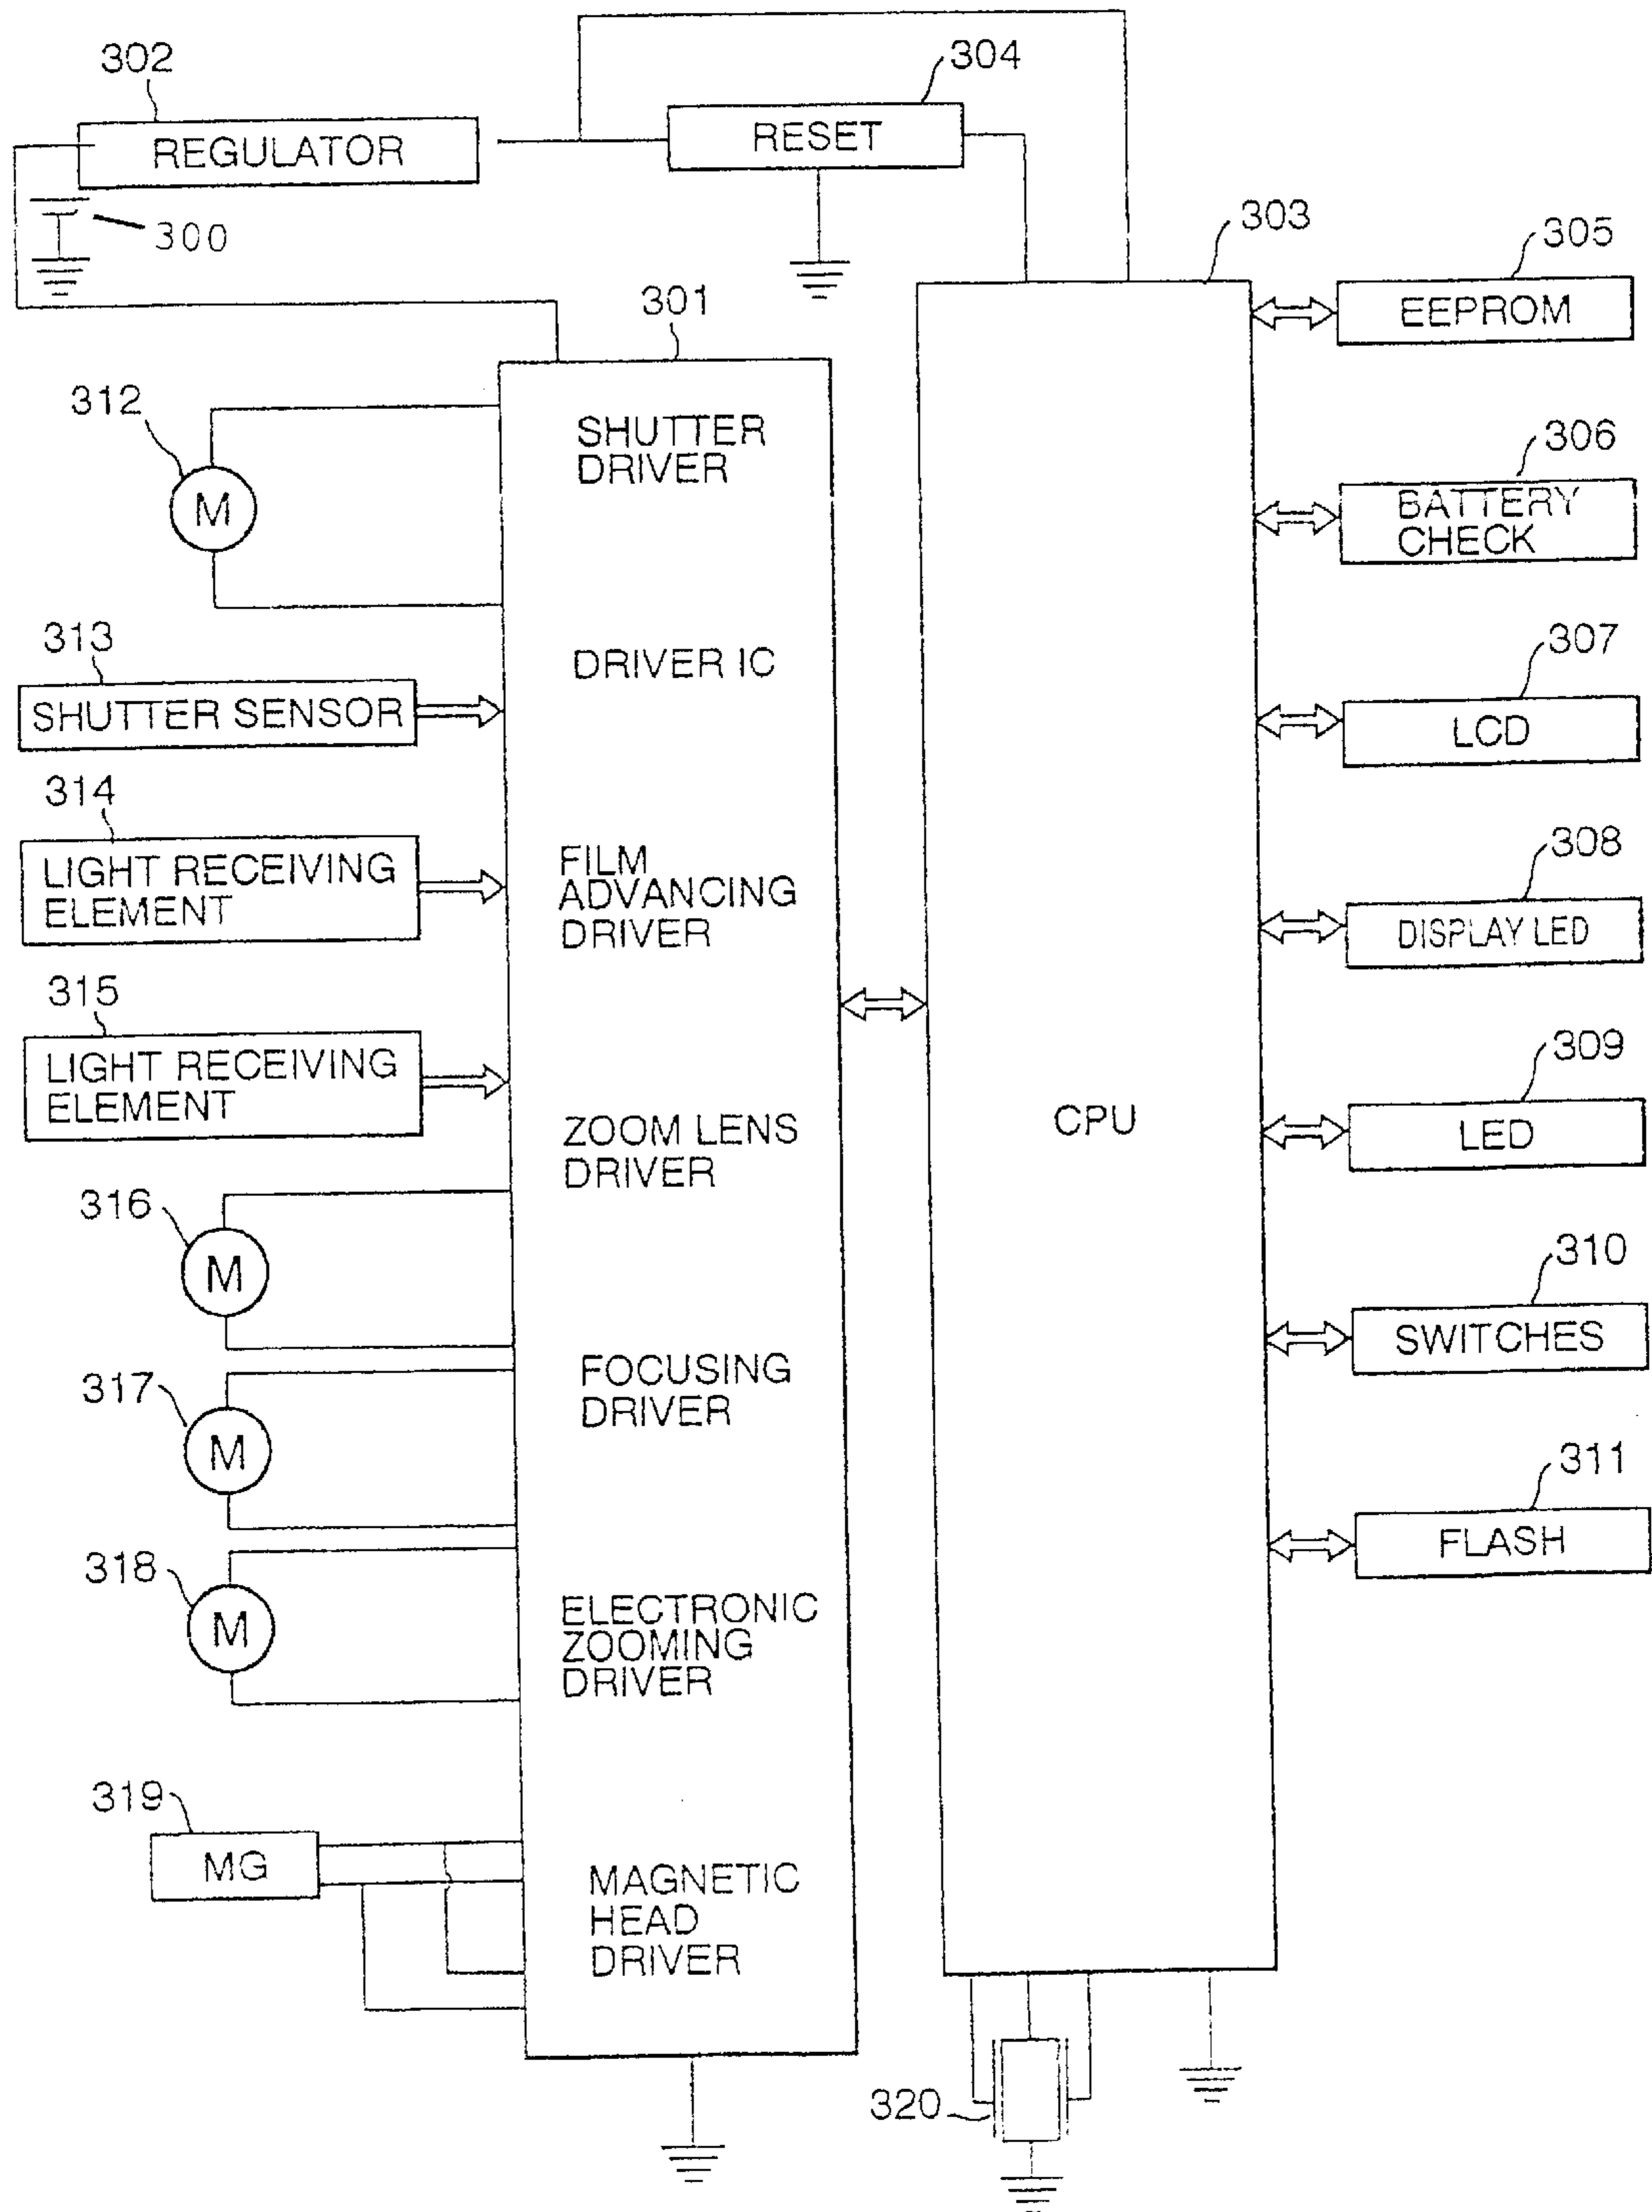 302
REGULATOR
304
RESET
300
303
305
EEPROM
301
312
M
SHUTTER
DRIVER
306
BATTERY
CHECK
313
SHUTTER SENSOR
DRIVER IC
307
LCD
314
LIGHT RECEIVING
ELEMENT
FILM
ADVANCING
DRIVER
308
DISPLAY LED
315
LIGHT RECEIVING
ELEMENT
ZOOM LENS
DRIVER
CPU
309
LED
316
M
310
SWITCHES
317
M
FOCUSING
DRIVER
311
FLASH
318
M
ELECTRONIC
ZOOMING
DRIVER
319
MG
MAGNETIC
HEAD
DRIVER
320